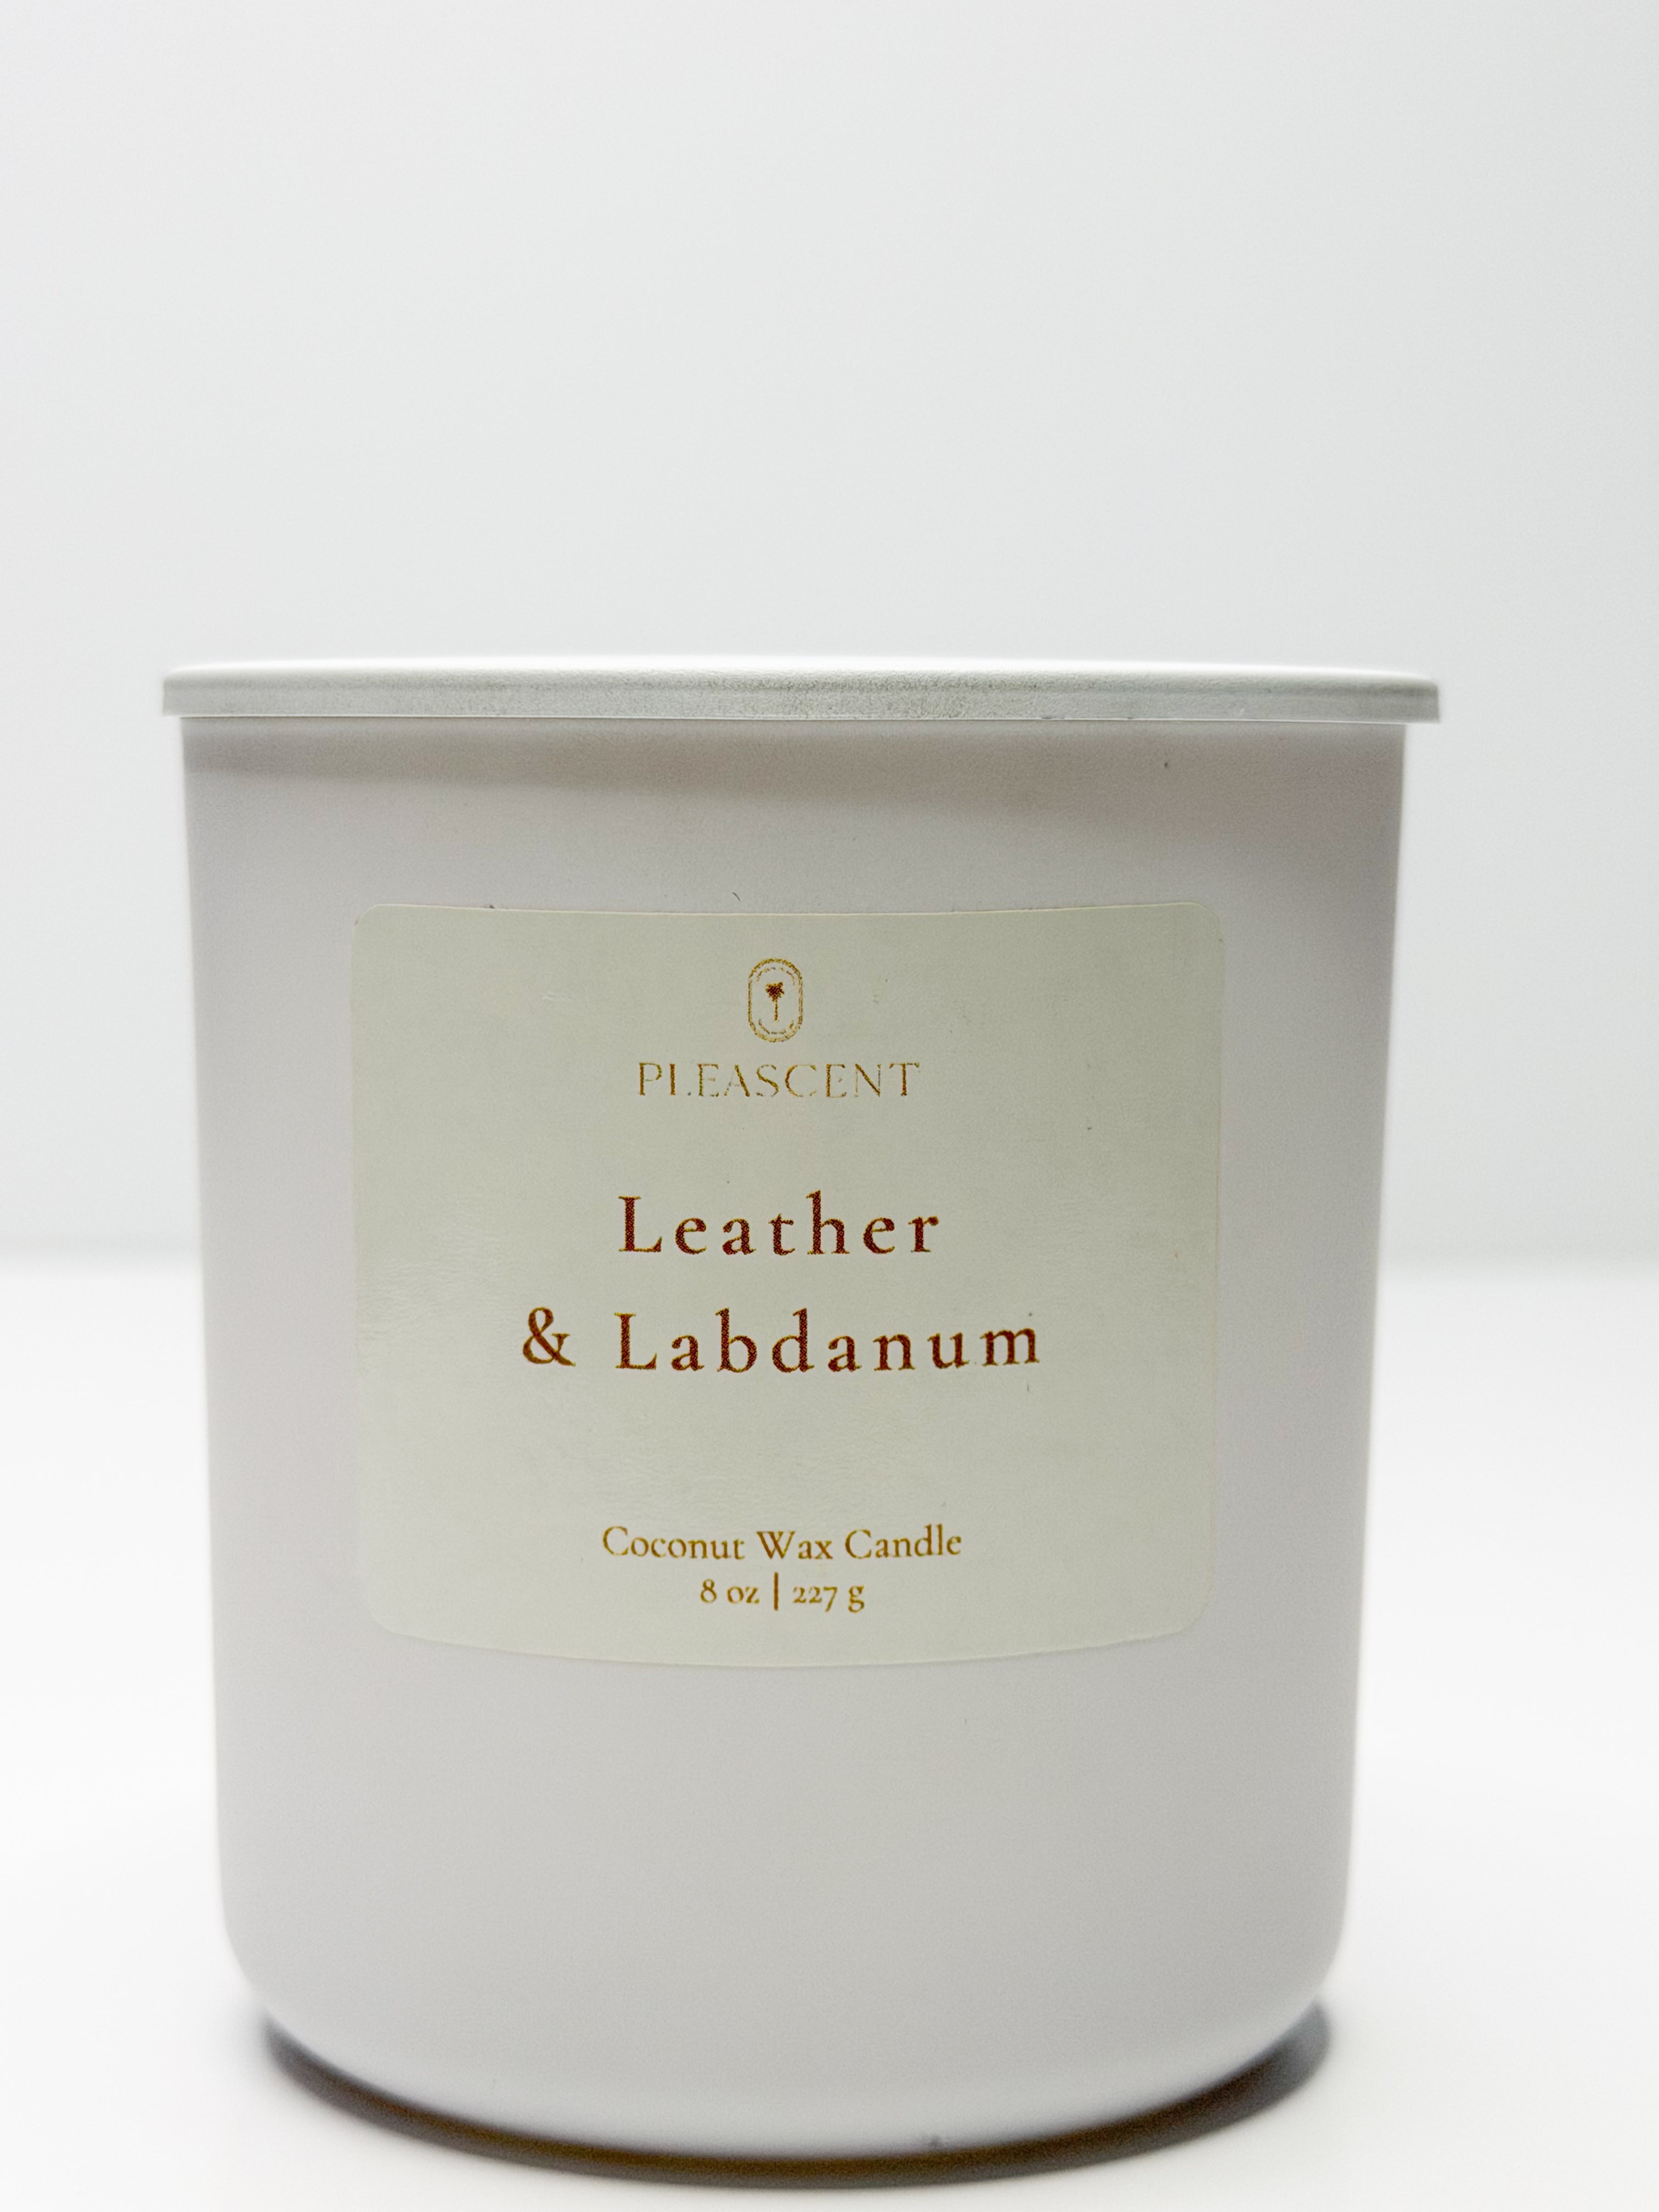 PLEASCENT
Leather
& Labdanum
Coconut Wax Candle
8 oz | 227 g